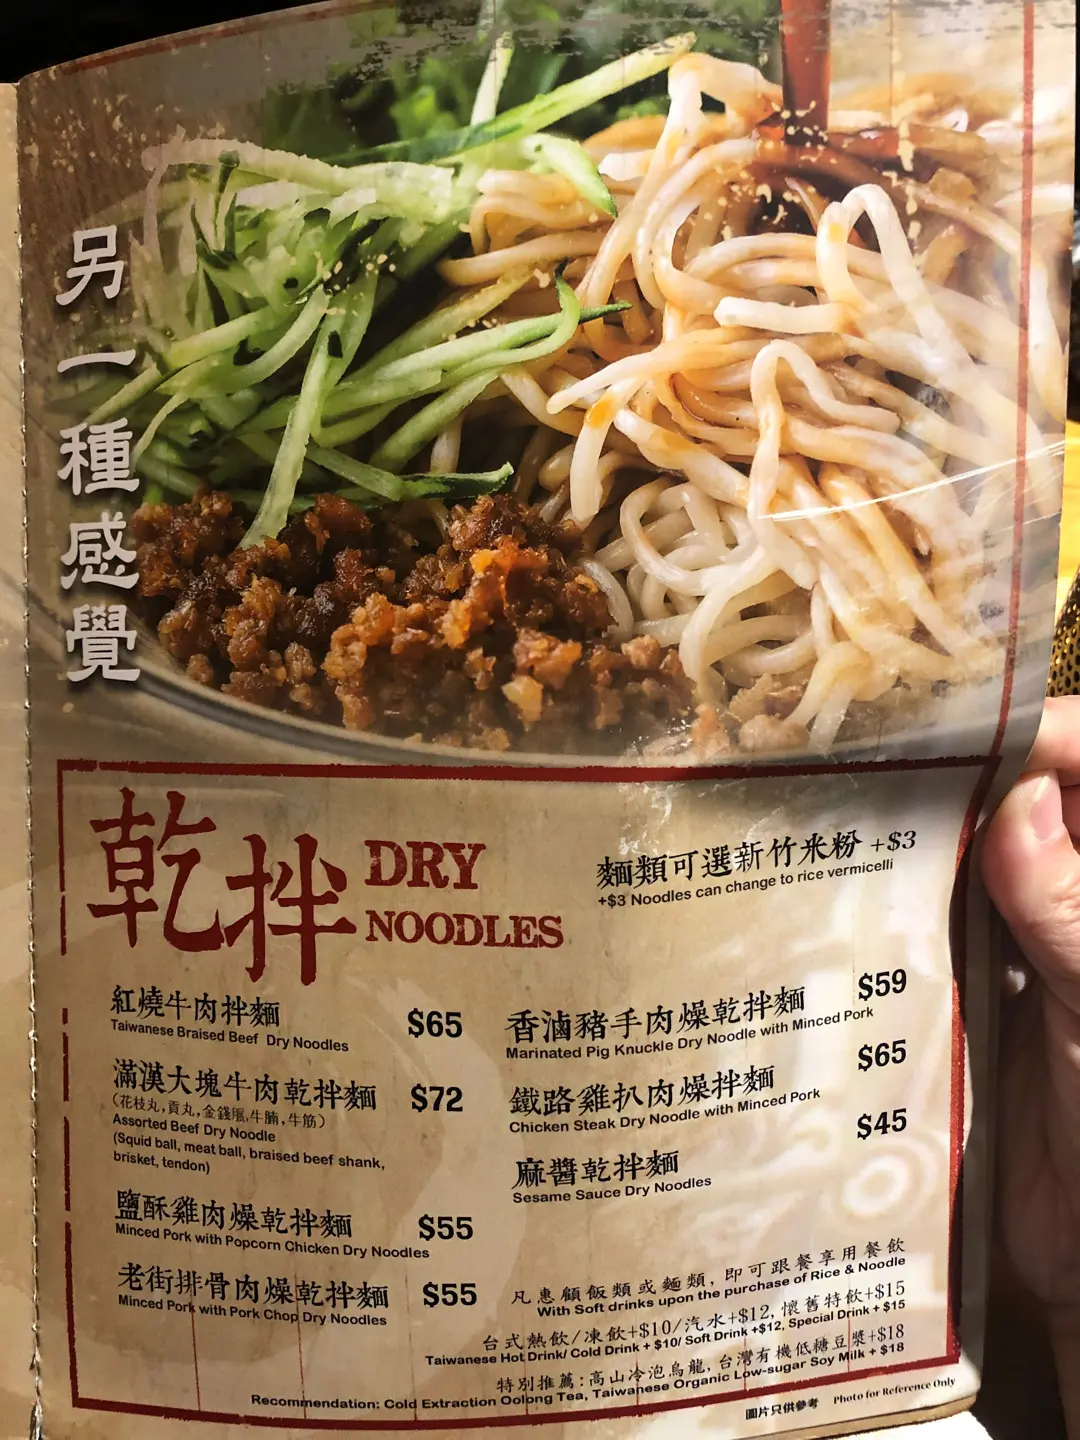 另一種感覺
乾拌 DRY NOODLES
麵類可選新竹米粉 +$3
+$3 Noodles can change to rice vermicelli
紅燒牛肉拌麵 $65
Taiwanese Braised Beef Dry Noodles
滿漢大塊牛肉乾拌麵 $72
(花枝丸,貢丸,金錢𦟌,牛腩,牛筋)
Assorted Beef Dry Noodle
(Squid ball, meat ball, braised beef shank,
brisket, tendon)
鹽酥雞肉燥乾拌麵 $55
Minced Pork with Popcorn Chicken Dry Noodles
老街排骨肉燥乾拌麵 $55
Minced Pork with Pork Chop Dry Noodles
香滷豬手肉燥乾拌麵 $59
Marinated Pig Knuckle Dry Noodle with Minced Pork
鐵路雞扒肉燥拌麵 $65
Chicken Steak Dry Noodle with Minced Pork
麻醬乾拌麵 $45
Sesame Sauce Dry Noodles
凡惠顧飯類或麵類,即可跟餐享用餐飲
With Soft drinks upon the purchase of Rice & Noodle
台式熱飲/凍飲+$10/汽水+$12,懷舊特飲+$15
Taiwanese Hot Drink/ Cold Drink + $10/ Soft Drink +$12, Special Drink + $15
特別推薦:高山冷泡烏龍,台灣有機低糖豆漿+$18
Recommendation: Cold Extraction Oolong Tea, Taiwanese Organic Low-sugar Soy Milk + $18
圖片只供參考 Photo for Reference Only